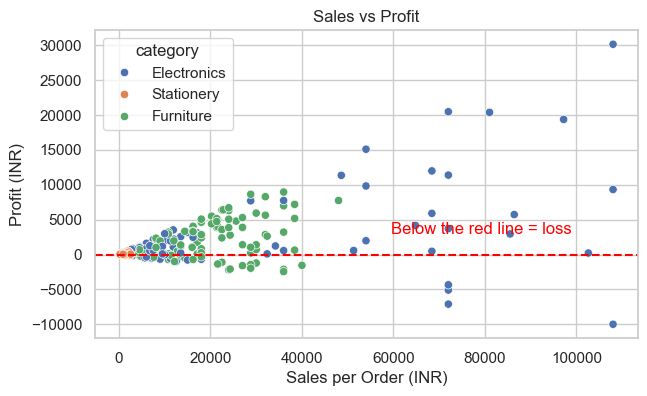 Sales vs Profit
category
Electronics
Stationery
Furniture
Below the red line = loss
Profit (INR)
30000
25000
20000
15000
10000
5000
0
−5000
−10000
0
20000
40000
60000
80000
100000
Sales per Order (INR)